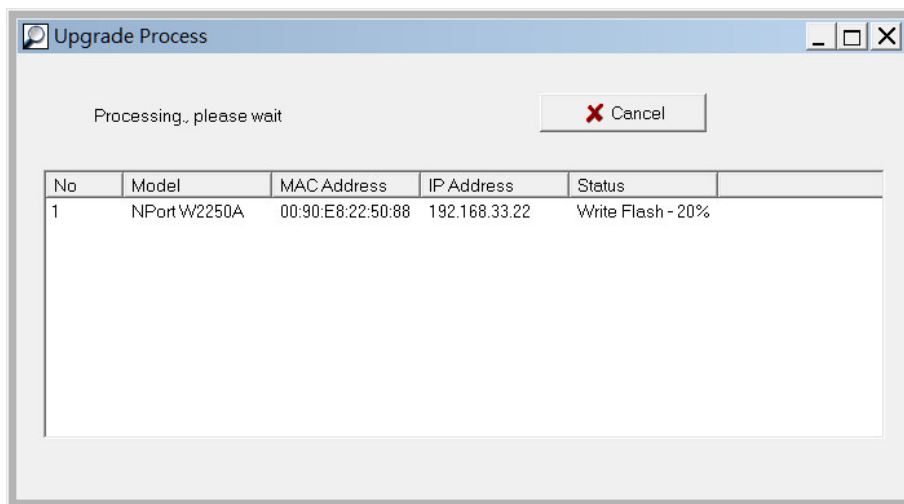 Upgrade Process
Processing., please wait
Cancel
No Model MAC Address IP Address Status
1 NPort W2250A 00:90:E8:22:50:88 192.168.33.22 Write Flash - 20%